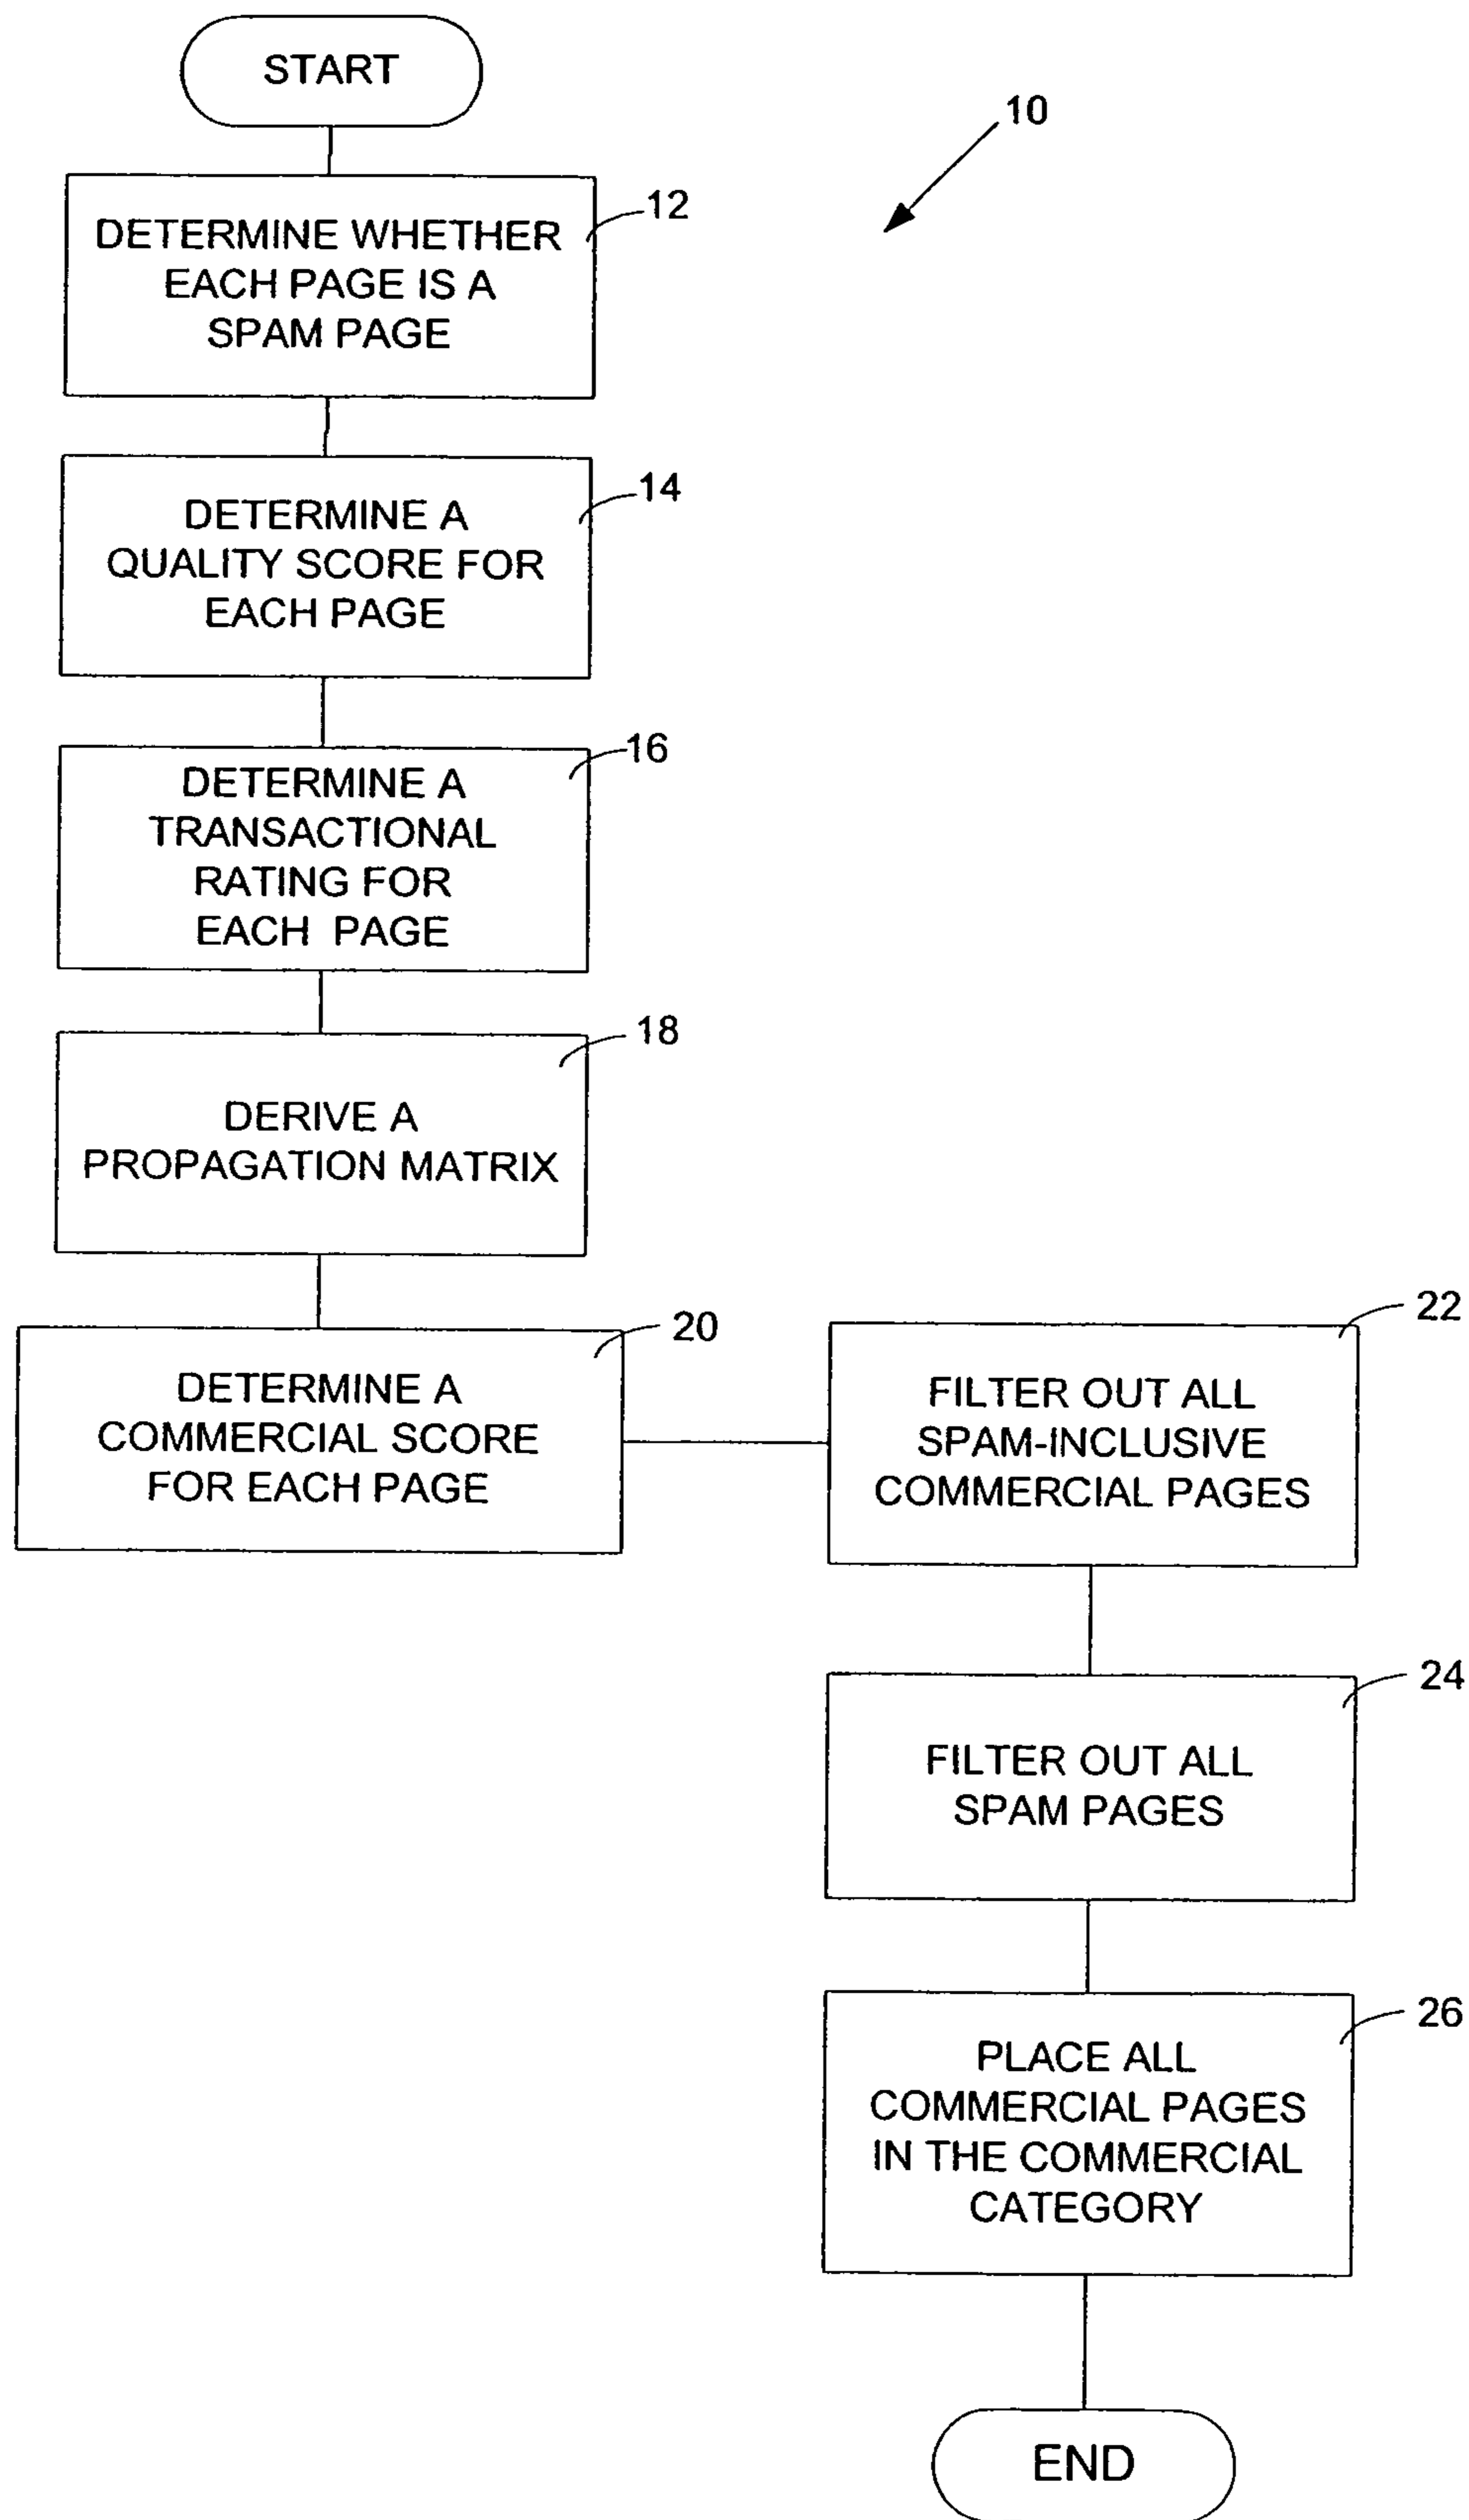 START
10
12
DETERMINE WHETHER
EACH PAGE IS A
SPAM PAGE
14
DETERMINE A
QUALITY SCORE FOR
EACH PAGE
16
DETERMINE A
TRANSACTIONAL
RATING FOR
EACH PAGE
18
DERIVE A
PROPAGATION MATRIX
20
DETERMINE A
COMMERCIAL SCORE
FOR EACH PAGE
22
FILTER OUT ALL
SPAM-INCLUSIVE
COMMERCIAL PAGES
24
FILTER OUT ALL
SPAM PAGES
26
PLACE ALL
COMMERCIAL PAGES
IN THE COMMERCIAL
CATEGORY
END